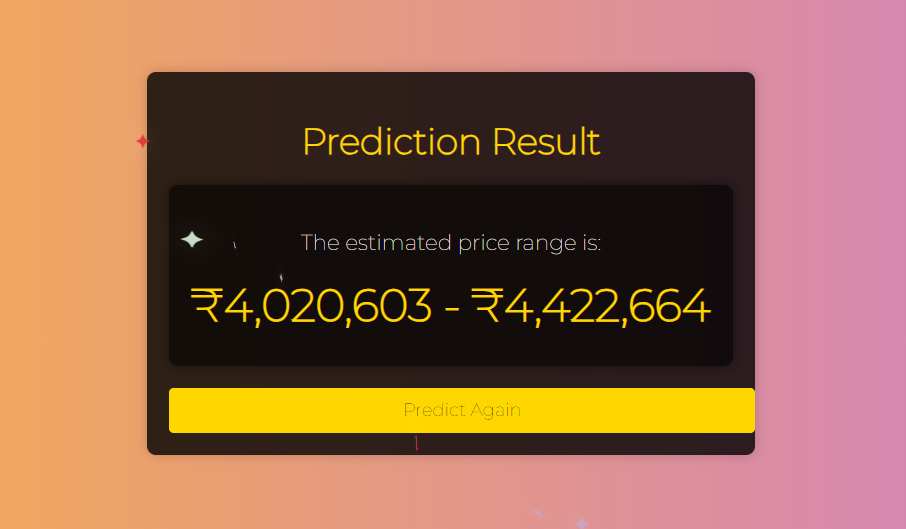 Prediction Result
The estimated price range is:
₹4,020,603 - ₹4,422,664
Predict Again